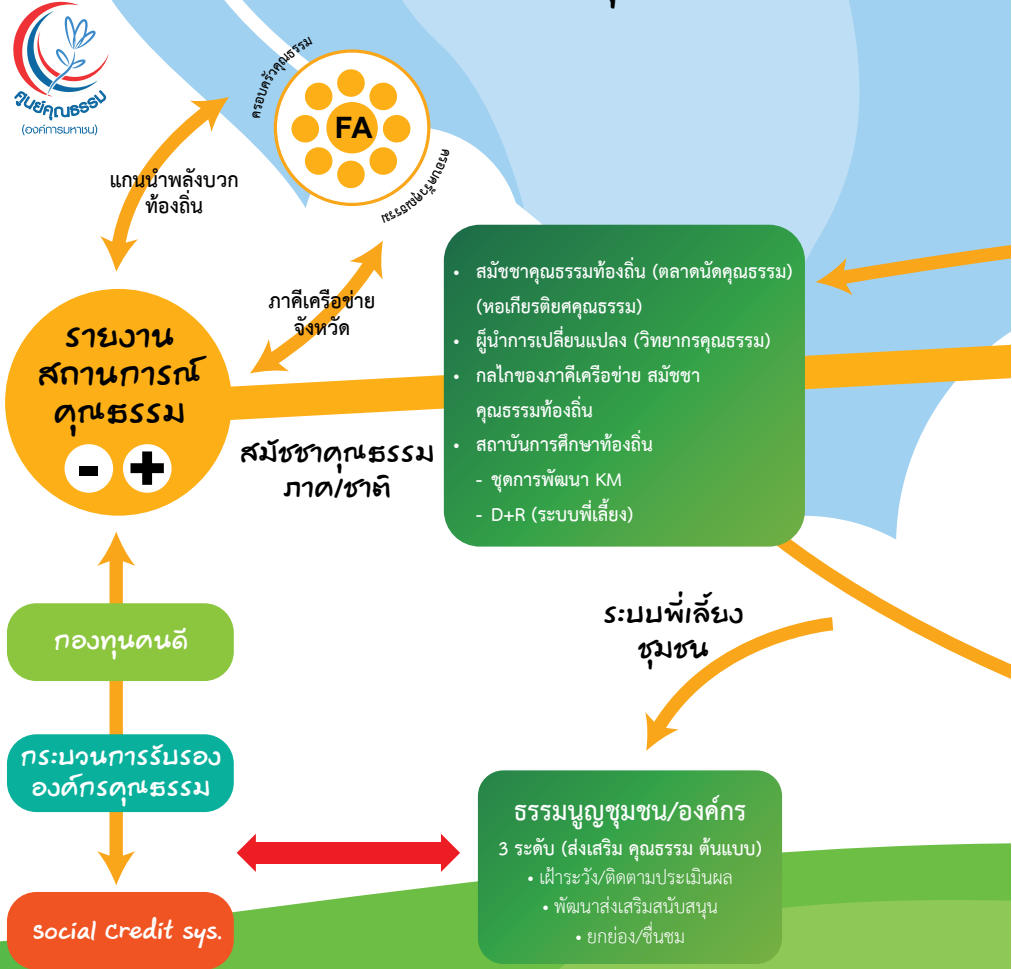 ศูนย์คุณธรรม
(องค์การมหาชน)
ครอบครัวคุณธรรม
FA
ครอบครัวคุณธรรม
แกนนำพลังบวก
ท้องถิ่น
ภาคีเครือข่าย
จังหวัด
รายงาน
สถานการณ์
คุณธรรม
- +
สมัชชาคุณธรรม
ภาค/ชาติ
• สมัชชาคุณธรรมท้องถิ่น (ตลาดนัดคุณธรรม)
(หอเกียรติยศคุณธรรม)
• ผู้นำการเปลี่ยนแปลง (วิทยากรคุณธรรม)
• กลไกของภาคีเครือข่าย สมัชชา
คุณธรรมท้องถิ่น
• สถาบันการศึกษาท้องถิ่น
- ชุดการพัฒนา KM
- D+R (ระบบพี่เลี้ยง)
ระบบพี่เลี้ยง
ชุมชน
กองทุนคนดี
กระบวนการรับรอง
องค์กรคุณธรรม
Social Credit sys.
ธรรมนูญชุมชน/องค์กร
3 ระดับ (ส่งเสริม คุณธรรม ต้นแบบ)
• เฝ้าระวัง/ติดตามประเมินผล
• พัฒนาส่งเสริมสนับสนุน
• ยกย่อง/ชื่นชม